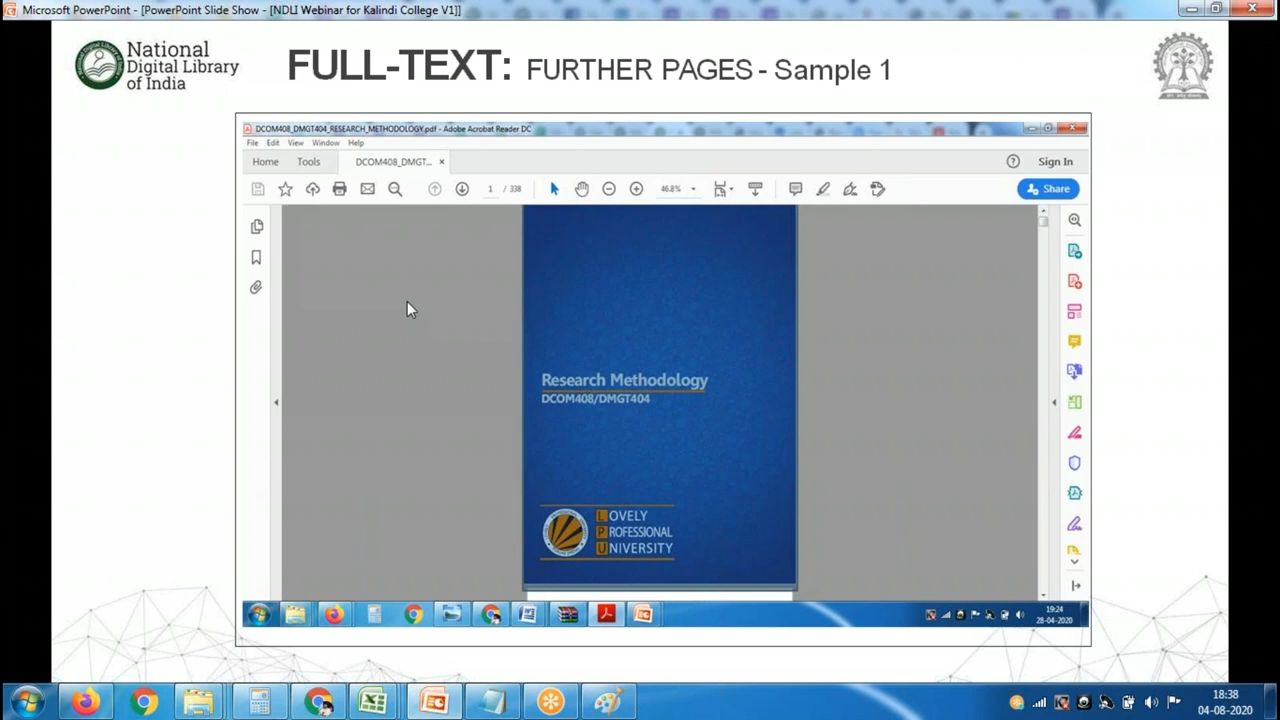 Microsoft PowerPoint - [PowerPoint Slide Show - [NDLI Webinar for Kalindi College V1]]
National
Digital Library
of India
FULL-TEXT: FURTHER PAGES - Sample 1
DCOM408_DMGT404_RESEARCH_METHODOLOGY.pdf - Adobe Acrobat Reader DC
File Edit View Window Help
Home Tools DCOM408_DMGT... ×
Sign In
1 / 338
46.8%
Share
Research Methodology
DCOM408/DMGT404
LOVELY
PROFESSIONAL
UNIVERSITY
19:24
28-04-2020
18:38
04-08-2020